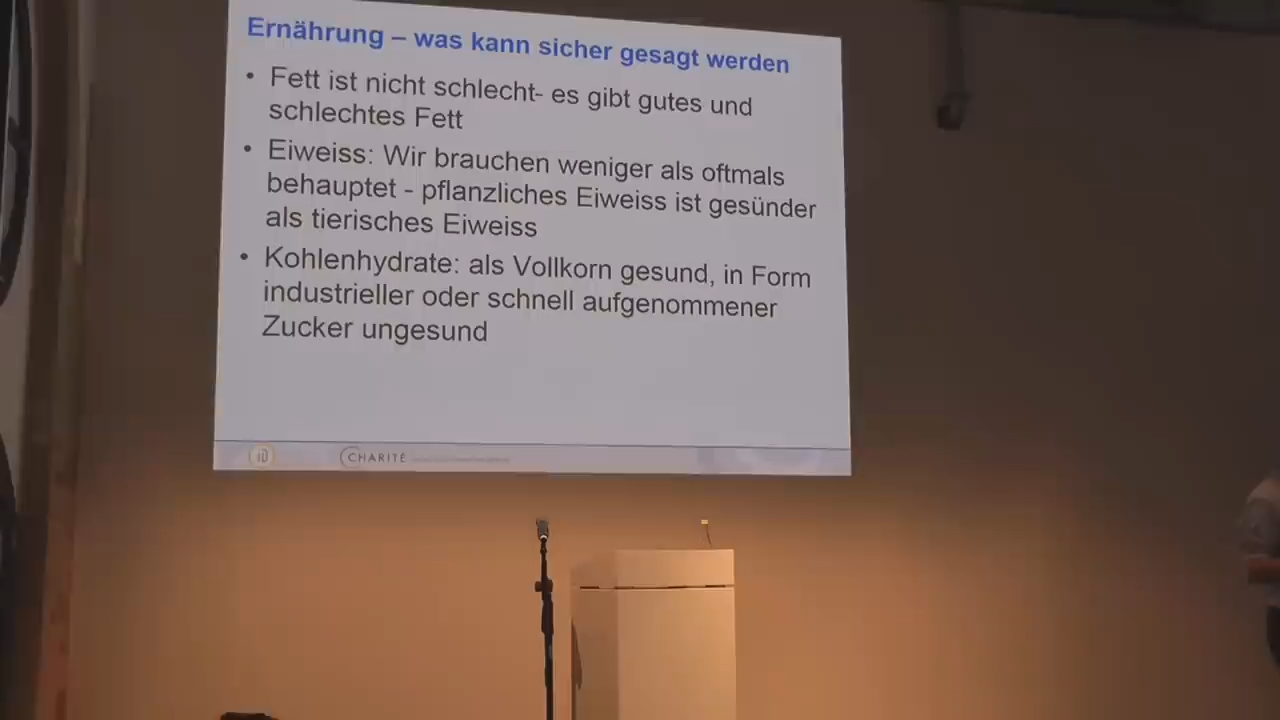 Ernährung – was kann sicher gesagt werden
• Fett ist nicht schlecht- es gibt gutes und
schlechtes Fett
• Eiweiss: Wir brauchen weniger als oftmals
behauptet - pflanzliches Eiweiss ist gesünder
als tierisches Eiweiss
• Kohlenhydrate: als Vollkorn gesund, in Form
industrieller oder schnell aufgenommener
Zucker ungesund
CHARITÉ